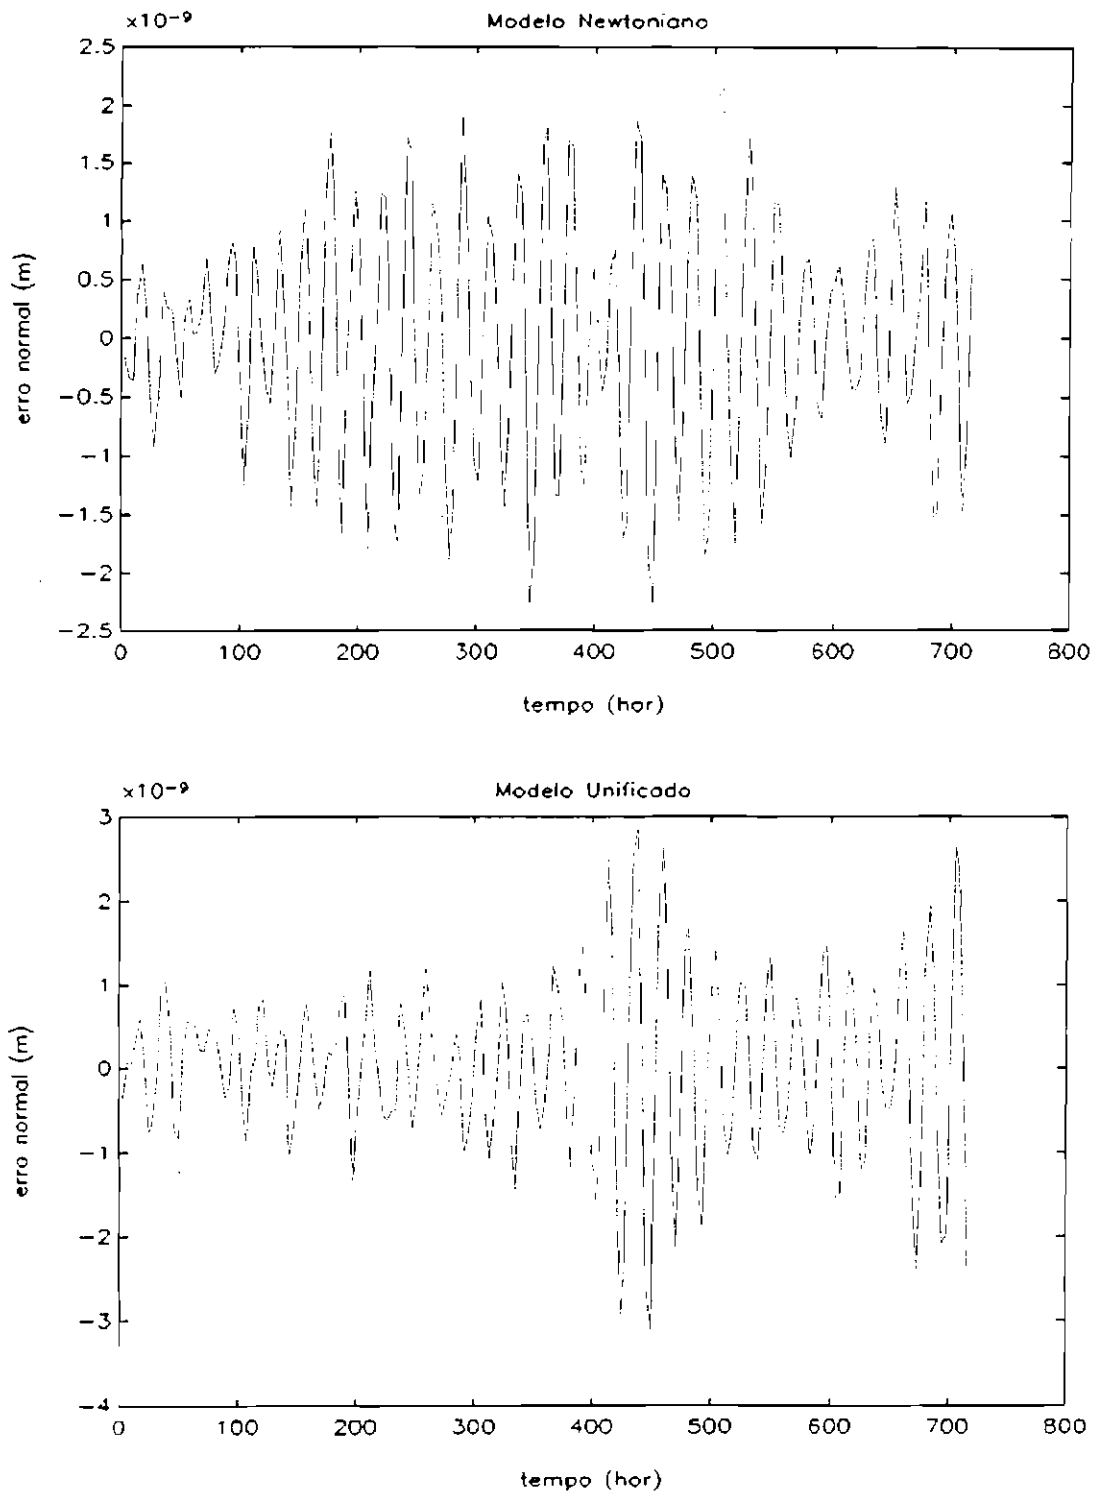 ×10⁻⁹
Modelo Newtoniano
2.5
2
1.5
1
0.5
0
−0.5
−1
−1.5
−2
−2.5
erro normal (m)
0 100 200 300 400 500 600 700 800
tempo (hor)
×10⁻⁹
Modelo Unificado
3
2
1
0
−1
−2
−3
−4
erro normal (m)
0 100 200 300 400 500 600 700 800
tempo (hor)